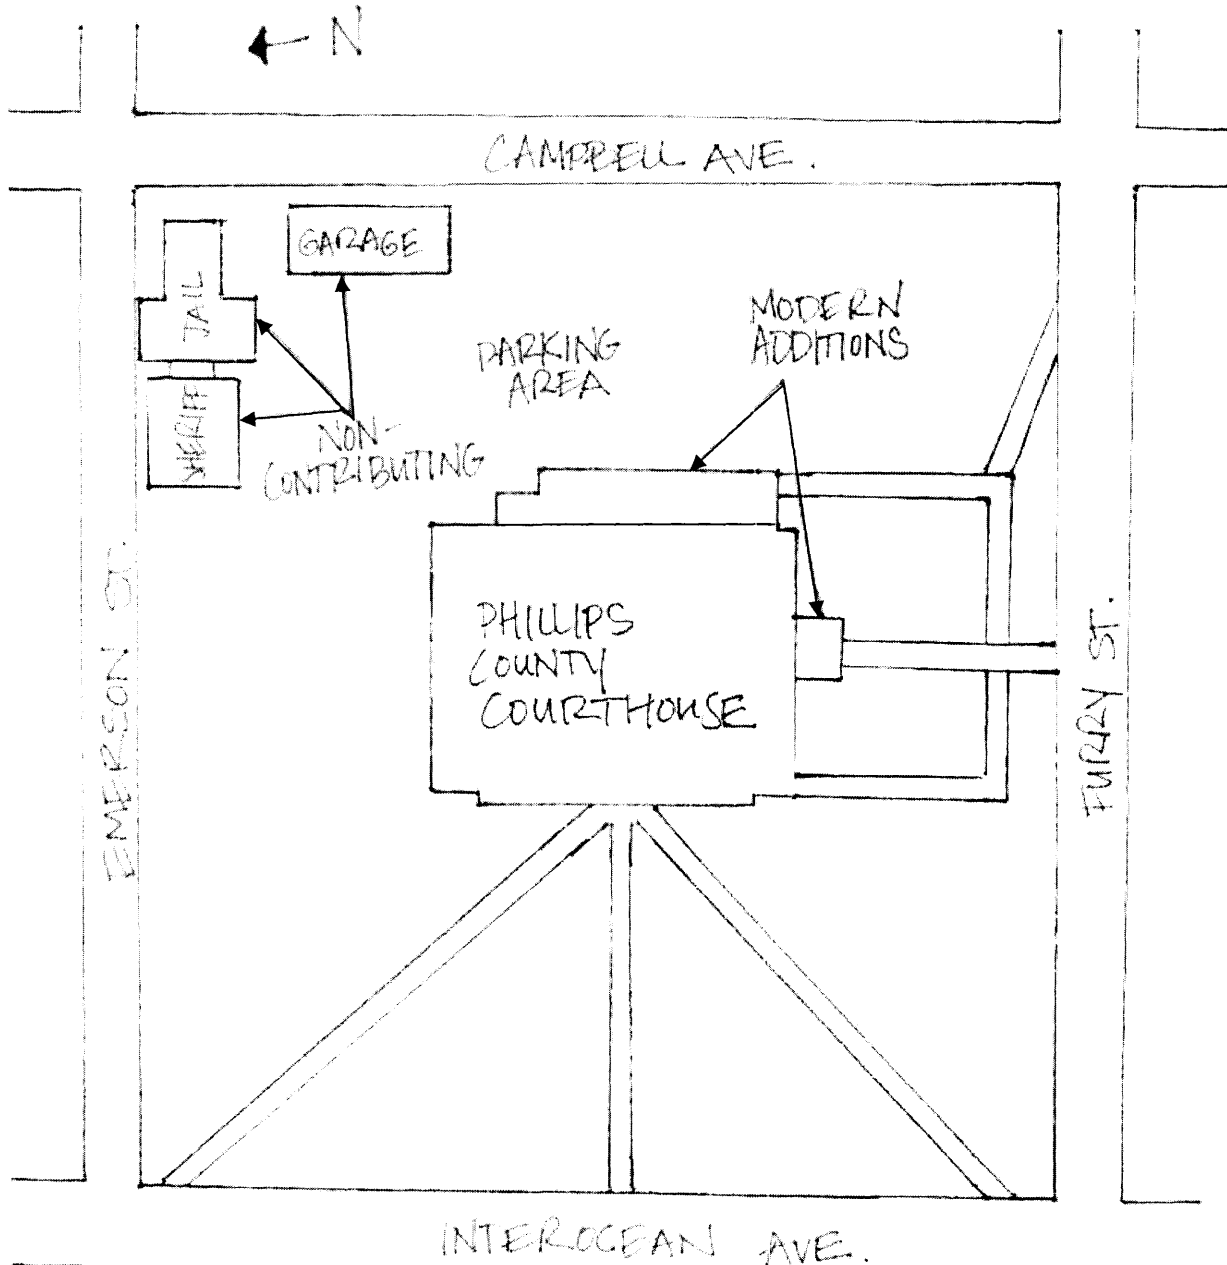 N
CAMPBELL AVE.
GARAGE
JAIL
SHERIFF
NON-
CONTRIBUTING
PARKING
AREA
MODERN
ADDITIONS
PHILLIPS
COUNTY
COURTHOUSE
EMERSON ST.
FURRY ST.
INTEROCEAN AVE.